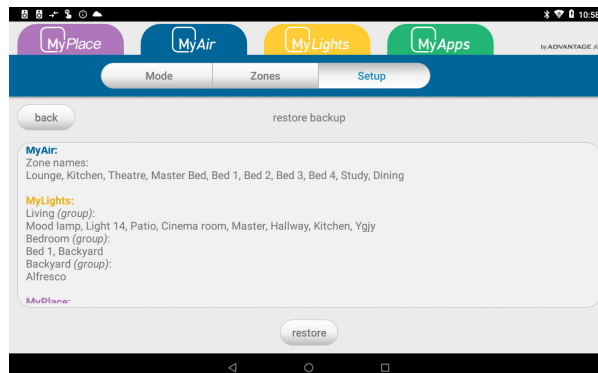 10:58
MyPlace
MyAir
MyLights
MyApps
by ADVANTAGE
Mode
Zones
Setup
back
restore backup
MyAir:
Zone names:
Lounge, Kitchen, Theatre, Master Bed, Bed 1, Bed 2, Bed 3, Bed 4, Study, Dining
MyLights:
Living (group):
Mood lamp, Light 14, Patio, Cinema room, Master, Hallway, Kitchen, Ygjy
Bedroom (group):
Bed 1, Backyard
Backyard (group):
Alfresco
MyPlace:
restore